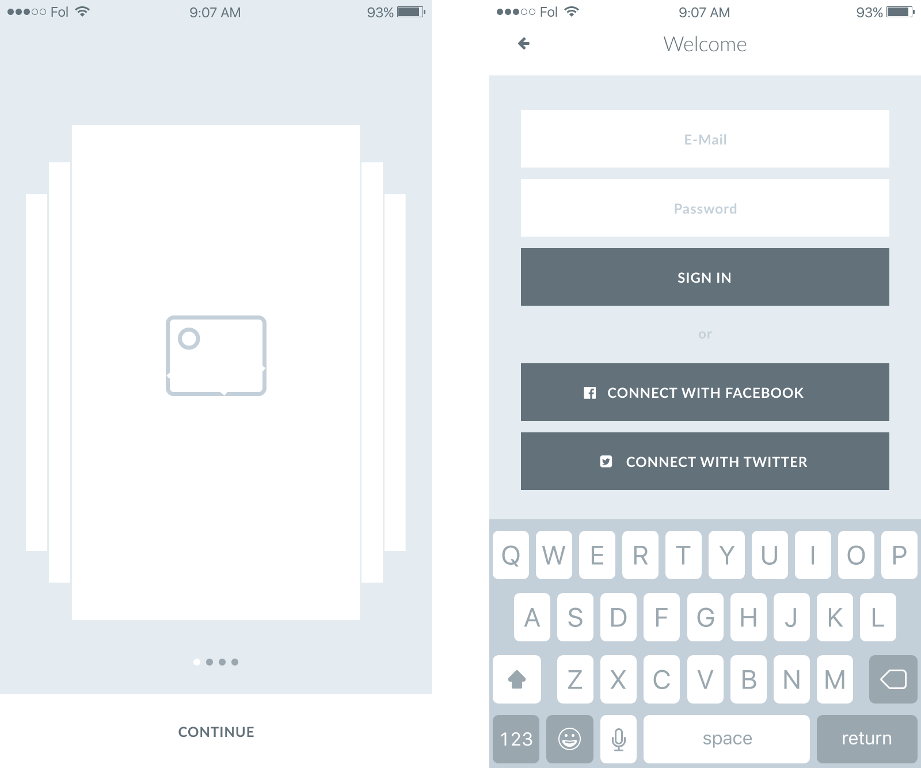 Fol 9:07 AM 93%
CONTINUE
Fol 9:07 AM 93%
Welcome
E-Mail
Password
SIGN IN
or
CONNECT WITH FACEBOOK
CONNECT WITH TWITTER
Q W E R T Y U I O P
A S D F G H J K L
Z X C V B N M
123 space return